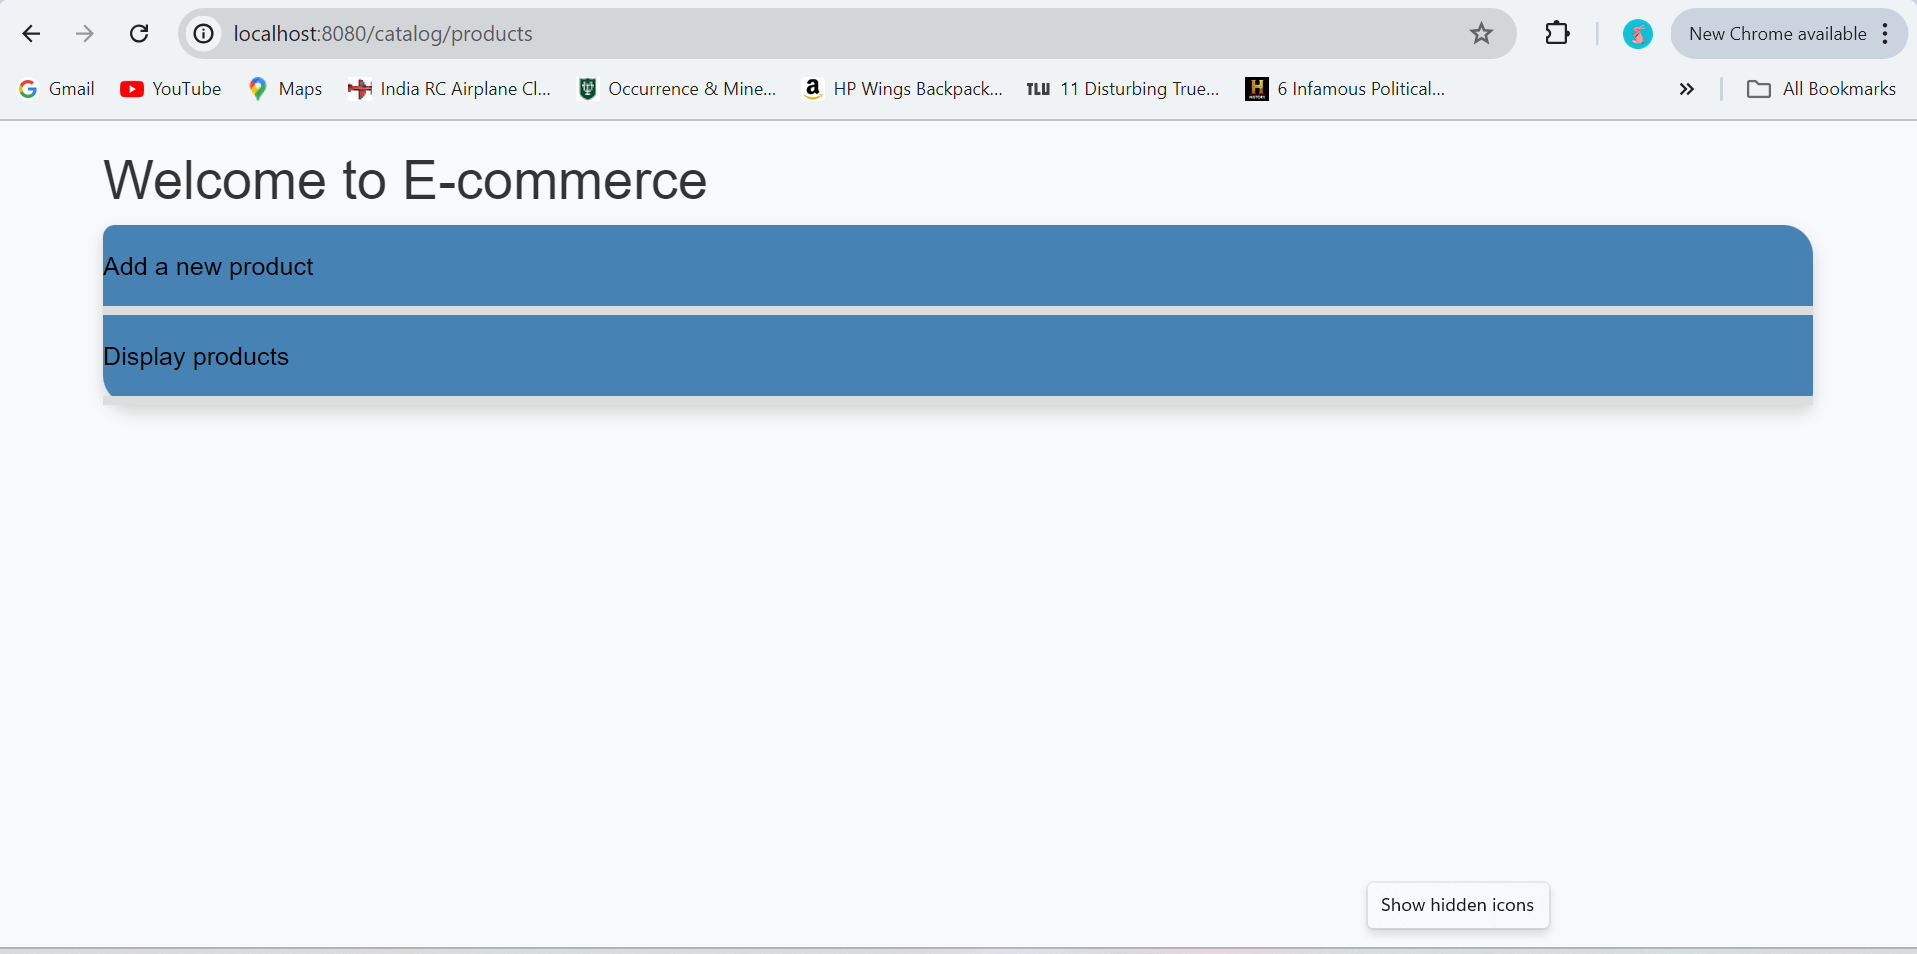 localhost:8080/catalog/products
New Chrome available
Gmail YouTube Maps India RC Airplane Cl... Occurrence & Mine... a HP Wings Backpack... TLU 11 Disturbing True... H HISTORY 6 Infamous Political... All Bookmarks
Welcome to E-commerce
Add a new product
Display products
Show hidden icons